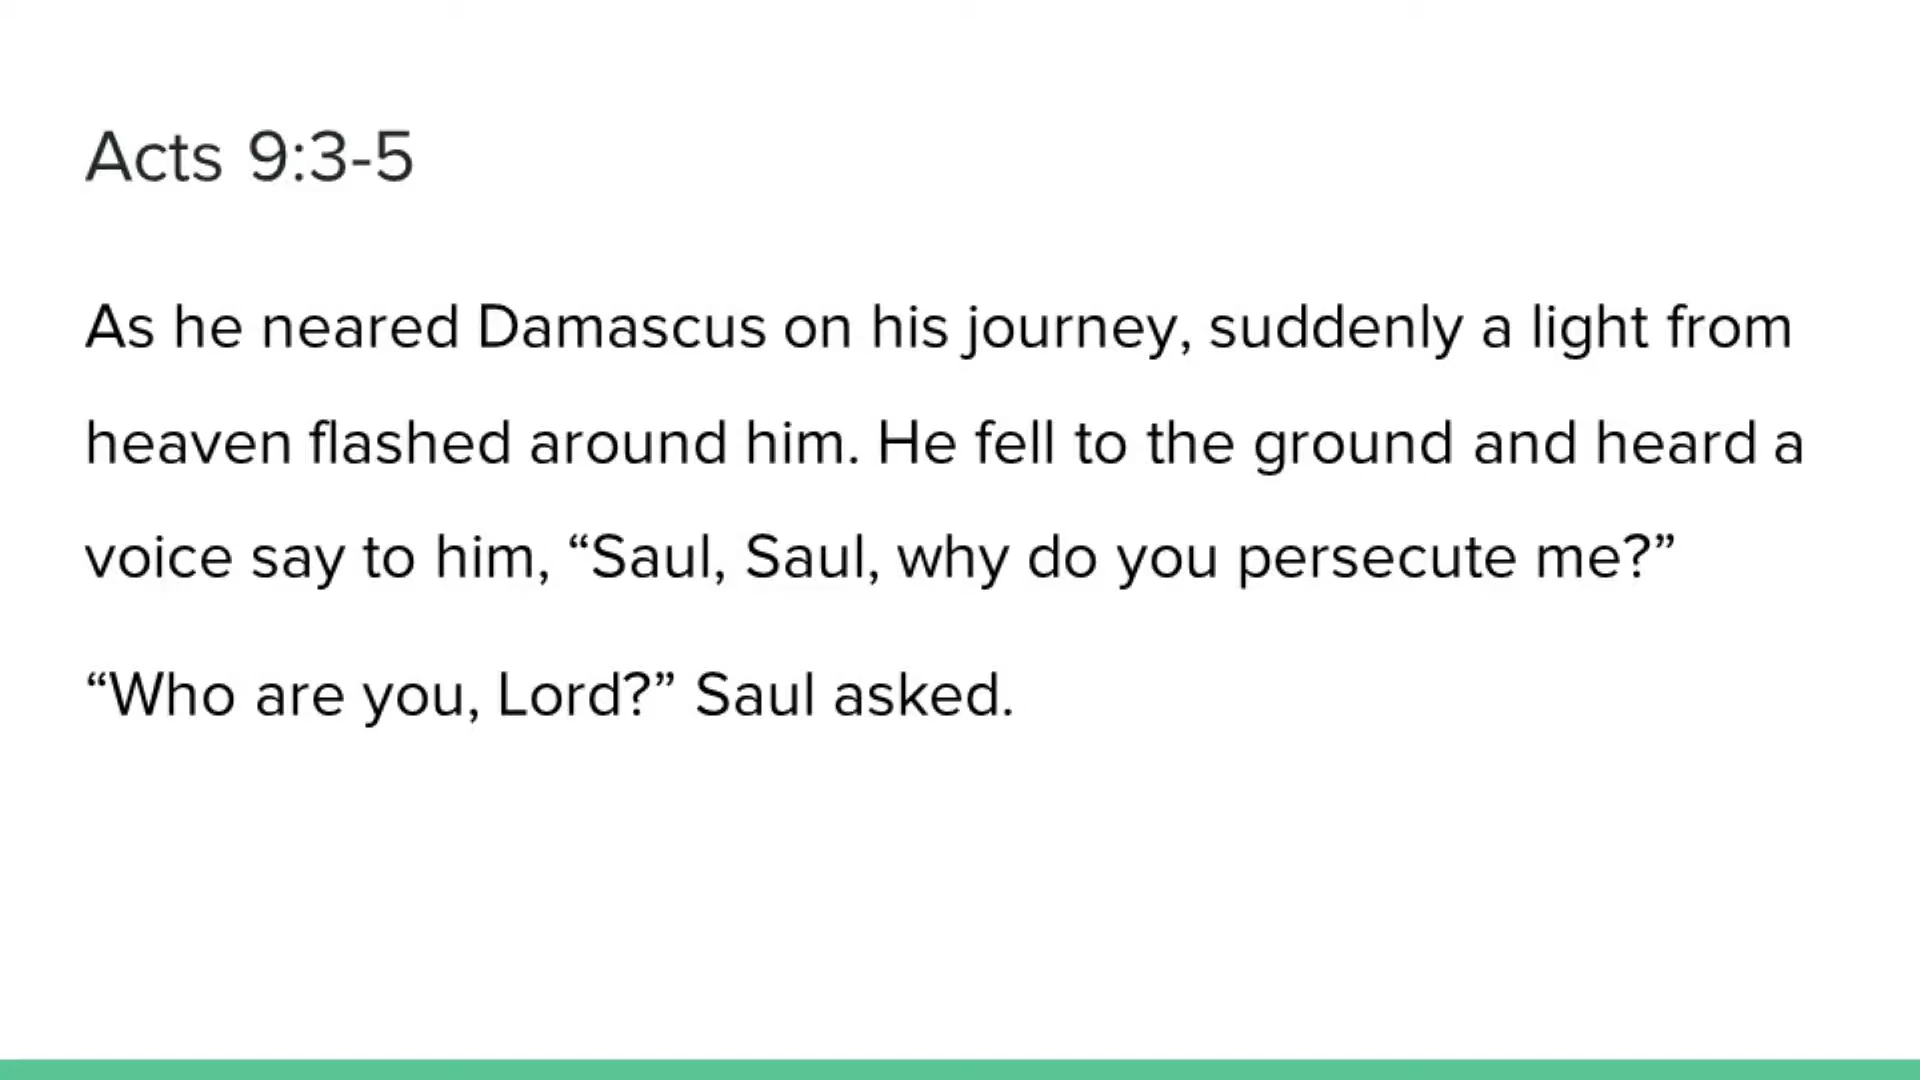 Acts 9:3-5
As he neared Damascus on his journey, suddenly a light from
heaven flashed around him. He fell to the ground and heard a
voice say to him, “Saul, Saul, why do you persecute me?”
“Who are you, Lord?” Saul asked.